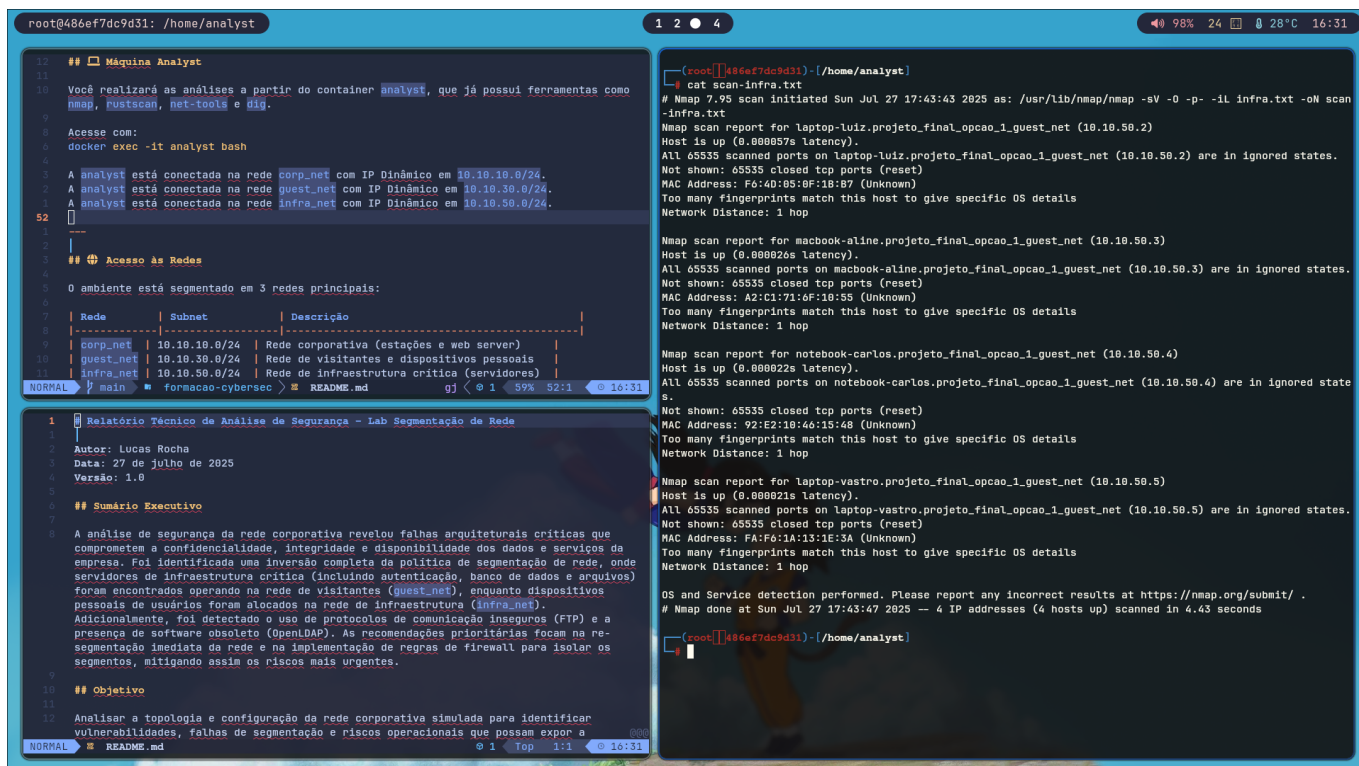 root@486ef7dc9d31: /home/analyst
1 2 4
98% 24 28°C 16:31
12 ## Máquina Analyst
11
10 Você realizará as análises a partir do container analyst, que já possui ferramentas como
nmap, rustscan, net-tools e dig.
9
8 Acesse com:
6 docker exec -it analyst bash
4
3 A analyst está conectada na rede corp_net com IP Dinâmico em 10.10.10.0/24.
2 A analyst está conectada na rede guest_net com IP Dinâmico em 10.10.30.0/24.
1 A analyst está conectada na rede infra_net com IP Dinâmico em 10.10.50.0/24.
52
1 ---
2
3 ## Acesso às Redes
4
5 O ambiente está segmentado em 3 redes principais:
6
7 | Rede | Subnet | Descrição |
8 |-------------|-----------------|-----------------------------------------------|
9 | corp_net | 10.10.10.0/24 | Rede corporativa (estações e web server) |
10 | guest_net | 10.10.30.0/24 | Rede de visitantes e dispositivos pessoais |
11 | infra_net | 10.10.50.0/24 | Rede de infraestrutura crítica (servidores) |
NORMAL main formacao-cybersec README.md gj 1 59% 52:1 16:31
1 # Relatório Técnico de Análise de Segurança - Lab Segmentação de Rede
1
2 Autor: Lucas Rocha
3 Data: 27 de julho de 2025
4 Versão: 1.0
5
6 ## Sumário Executivo
7
8 A análise de segurança da rede corporativa revelou falhas arquiteturais críticas que
comprometem a confidencialidade, integridade e disponibilidade dos dados e serviços da
empresa. Foi identificada uma inversão completa da política de segmentação de rede, onde
servidores de infraestrutura crítica (incluindo autenticação, banco de dados e arquivos)
foram encontrados operando na rede de visitantes (guest_net), enquanto dispositivos
pessoais de usuários foram alocados na rede de infraestrutura (infra_net).
Adicionalmente, foi detectado o uso de protocolos de comunicação inseguros (FTP) e a
presença de software obsoleto (OpenLDAP). As recomendações prioritárias focam na re-
segmentação imediata da rede e na implementação de regras de firewall para isolar os
segmentos, mitigando assim os riscos mais urgentes.
9
10 ## Objetivo
11
12 Analisar a topologia e configuração da rede corporativa simulada para identificar
vulnerabilidades, falhas de segmentação e riscos operacionais que possam expor a @@@
NORMAL README.md 1 Top 1:1 16:31
(root 486ef7dc9d31)-[/home/analyst]
# cat scan-infra.txt
# Nmap 7.95 scan initiated Sun Jul 27 17:43:43 2025 as: /usr/lib/nmap/nmap -sV -O -p- -iL infra.txt -oN scan
-infra.txt
Nmap scan report for laptop-luiz.projeto_final_opcao_1_guest_net (10.10.50.2)
Host is up (0.000057s latency).
All 65535 scanned ports on laptop-luiz.projeto_final_opcao_1_guest_net (10.10.50.2) are in ignored states.
Not shown: 65535 closed tcp ports (reset)
MAC Address: F6:4D:05:0F:1B:B7 (Unknown)
Too many fingerprints match this host to give specific OS details
Network Distance: 1 hop
Nmap scan report for macbook-aline.projeto_final_opcao_1_guest_net (10.10.50.3)
Host is up (0.000026s latency).
All 65535 scanned ports on macbook-aline.projeto_final_opcao_1_guest_net (10.10.50.3) are in ignored states.
Not shown: 65535 closed tcp ports (reset)
MAC Address: A2:C1:71:6F:10:55 (Unknown)
Too many fingerprints match this host to give specific OS details
Network Distance: 1 hop
Nmap scan report for notebook-carlos.projeto_final_opcao_1_guest_net (10.10.50.4)
Host is up (0.000022s latency).
All 65535 scanned ports on notebook-carlos.projeto_final_opcao_1_guest_net (10.10.50.4) are in ignored state
s.
Not shown: 65535 closed tcp ports (reset)
MAC Address: 92:E2:10:46:15:48 (Unknown)
Too many fingerprints match this host to give specific OS details
Network Distance: 1 hop
Nmap scan report for laptop-vastro.projeto_final_opcao_1_guest_net (10.10.50.5)
Host is up (0.000021s latency).
All 65535 scanned ports on laptop-vastro.projeto_final_opcao_1_guest_net (10.10.50.5) are in ignored states.
Not shown: 65535 closed tcp ports (reset)
MAC Address: FA:F6:1A:13:1E:3A (Unknown)
Too many fingerprints match this host to give specific OS details
Network Distance: 1 hop
OS and Service detection performed. Please report any incorrect results at https://nmap.org/submit/ .
# Nmap done at Sun Jul 27 17:43:47 2025 -- 4 IP addresses (4 hosts up) scanned in 4.43 seconds
(root 486ef7dc9d31)-[/home/analyst]
#